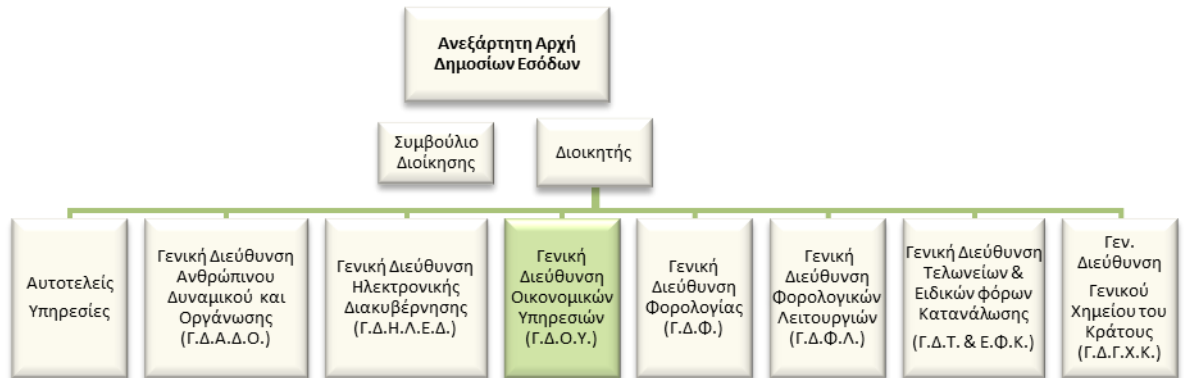 Ανεξάρτητη Αρχή
Δημοσίων Εσόδων
Συμβούλιο
Διοίκησης
Διοικητής
Αυτοτελείς
Υπηρεσίες
Γενική Διεύθυνση
Ανθρώπινου
Δυναμικού και
Οργάνωσης
(Γ.Δ.Α.Δ.Ο.)
Γενική Διεύθυνση
Ηλεκτρονικής
Διακυβέρνησης
(Γ.Δ.Η.Λ.Ε.Δ.)
Γενική
Διεύθυνση
Οικονομικών
Υπηρεσιών
(Γ.Δ.Ο.Υ.)
Γενική
Διεύθυνση
Φορολογίας
(Γ.Δ.Φ.)
Γενική
Διεύθυνση
Φορολογικών
Λειτουργιών
(Γ.Δ.Φ.Λ.)
Γενική Διεύθυνση
Τελωνείων &
Ειδικών φόρων
Κατανάλωσης
(Γ.Δ.Τ. & Ε.Φ.Κ.)
Γεν.
Διεύθυνση
Γενικού
Χημείου του
Κράτους
(Γ.Δ.Γ.Χ.Κ.)